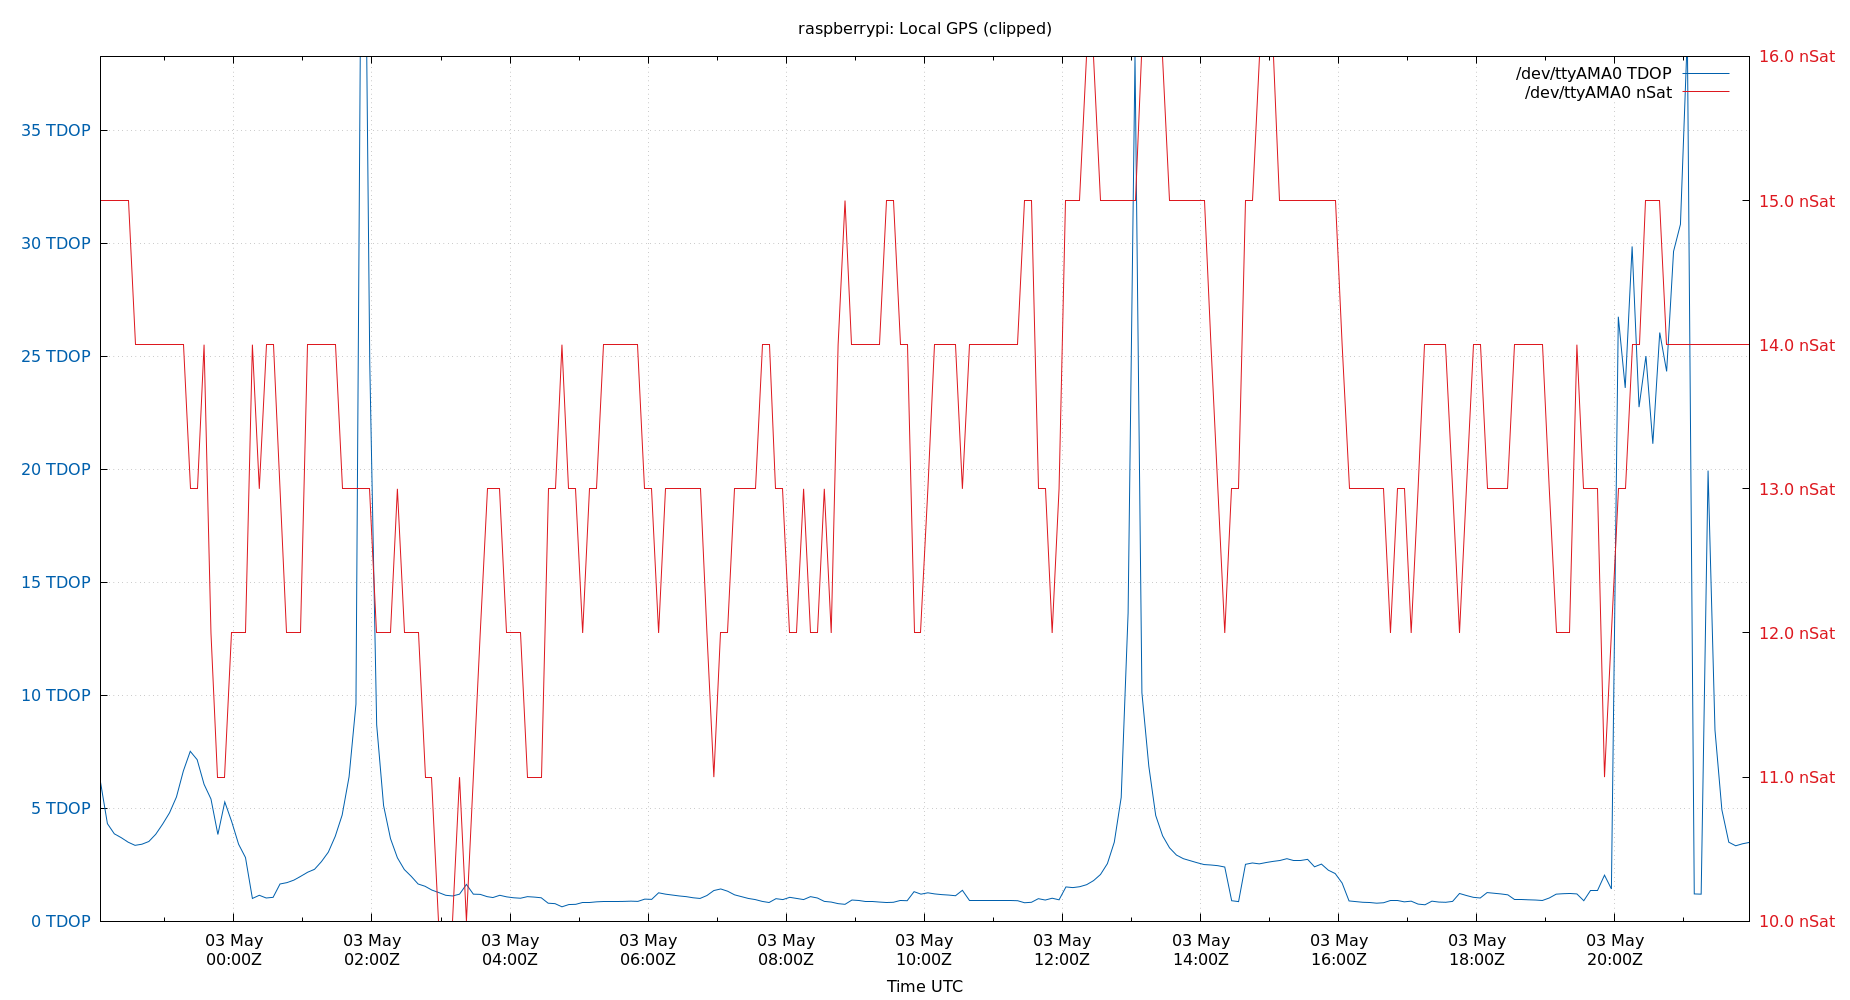 raspberrypi: Local GPS (clipped)
16.0 nSat
/dev/ttyAMA0 TDOP
/dev/ttyAMA0 nSat
35 TDOP
15.0 nSat
30 TDOP
25 TDOP
14.0 nSat
20 TDOP
13.0 nSat
15 TDOP
12.0 nSat
10 TDOP
11.0 nSat
5 TDOP
0 TDOP
10.0 nSat
03 May 03 May 03 May 03 May 03 May 03 May 03 May 03 May 03 May 03 May 03 May
00:00Z 02:00Z 04:00Z 06:00Z 08:00Z 10:00Z 12:00Z 14:00Z 16:00Z 18:00Z 20:00Z
Time UTC